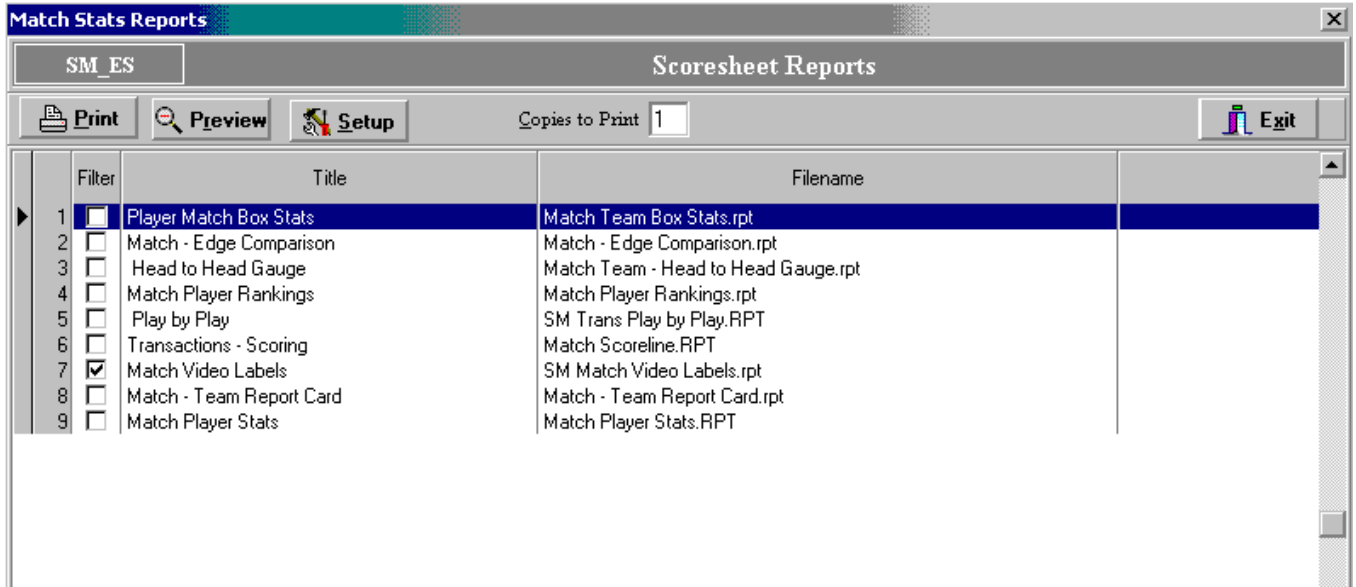 Match Stats Reports
SM_ES Scoresheet Reports
Print Preview Setup Copies to Print 1 Exit
Filter Title Filename
1 Player Match Box Stats Match Team Box Stats.rpt
2 Match - Edge Comparison Match - Edge Comparison.rpt
3 Head to Head Gauge Match Team - Head to Head Gauge.rpt
4 Match Player Rankings Match Player Rankings.rpt
5 Play by Play SM Trans Play by Play.RPT
6 Transactions - Scoring Match Scoreline.RPT
7 Match Video Labels SM Match Video Labels.rpt
8 Match - Team Report Card Match - Team Report Card.rpt
9 Match Player Stats Match Player Stats.RPT